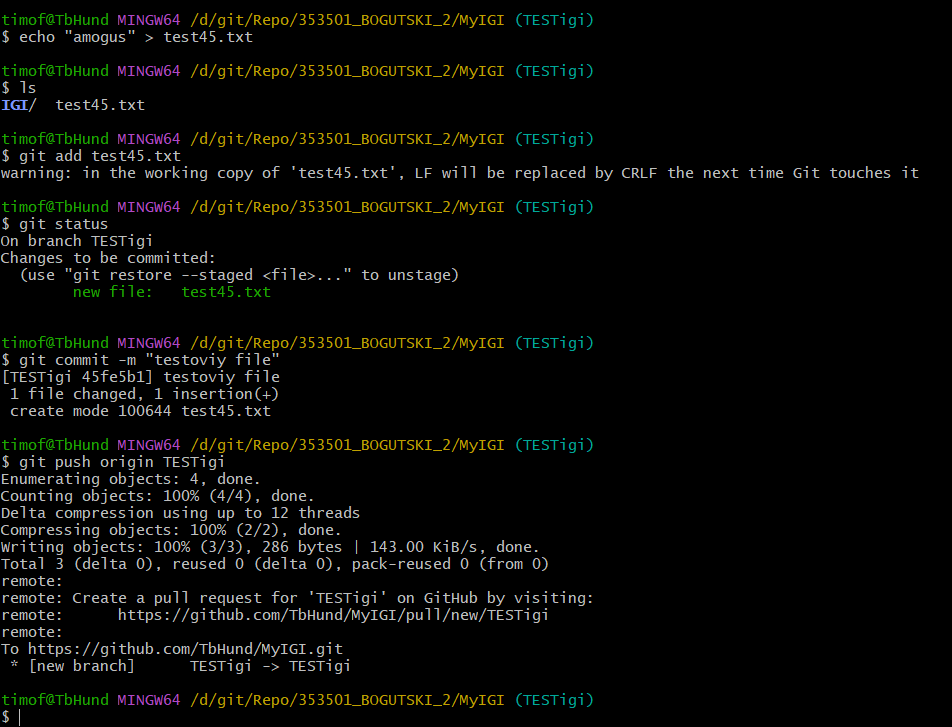 timof@TbHund MINGW64 /d/git/Repo/353501_BOGUTSKI_2/MyIGI (TESTigi)
$ echo "amogus" > test45.txt

timof@TbHund MINGW64 /d/git/Repo/353501_BOGUTSKI_2/MyIGI (TESTigi)
$ ls
IGI/  test45.txt

timof@TbHund MINGW64 /d/git/Repo/353501_BOGUTSKI_2/MyIGI (TESTigi)
$ git add test45.txt
warning: in the working copy of 'test45.txt', LF will be replaced by CRLF the next time Git touches it

timof@TbHund MINGW64 /d/git/Repo/353501_BOGUTSKI_2/MyIGI (TESTigi)
$ git status
On branch TESTigi
Changes to be committed:
  (use "git restore --staged <file>..." to unstage)
        new file:   test45.txt


timof@TbHund MINGW64 /d/git/Repo/353501_BOGUTSKI_2/MyIGI (TESTigi)
$ git commit -m "testoviy file"
[TESTigi 45fe5b1] testoviy file
 1 file changed, 1 insertion(+)
 create mode 100644 test45.txt

timof@TbHund MINGW64 /d/git/Repo/353501_BOGUTSKI_2/MyIGI (TESTigi)
$ git push origin TESTigi
Enumerating objects: 4, done.
Counting objects: 100% (4/4), done.
Delta compression using up to 12 threads
Compressing objects: 100% (2/2), done.
Writing objects: 100% (3/3), 286 bytes | 143.00 KiB/s, done.
Total 3 (delta 0), reused 0 (delta 0), pack-reused 0 (from 0)
remote:
remote: Create a pull request for 'TESTigi' on GitHub by visiting:
remote:      https://github.com/TbHund/MyIGI/pull/new/TESTigi
remote:
To https://github.com/TbHund/MyIGI.git
 * [new branch]      TESTigi -> TESTigi

timof@TbHund MINGW64 /d/git/Repo/353501_BOGUTSKI_2/MyIGI (TESTigi)
$